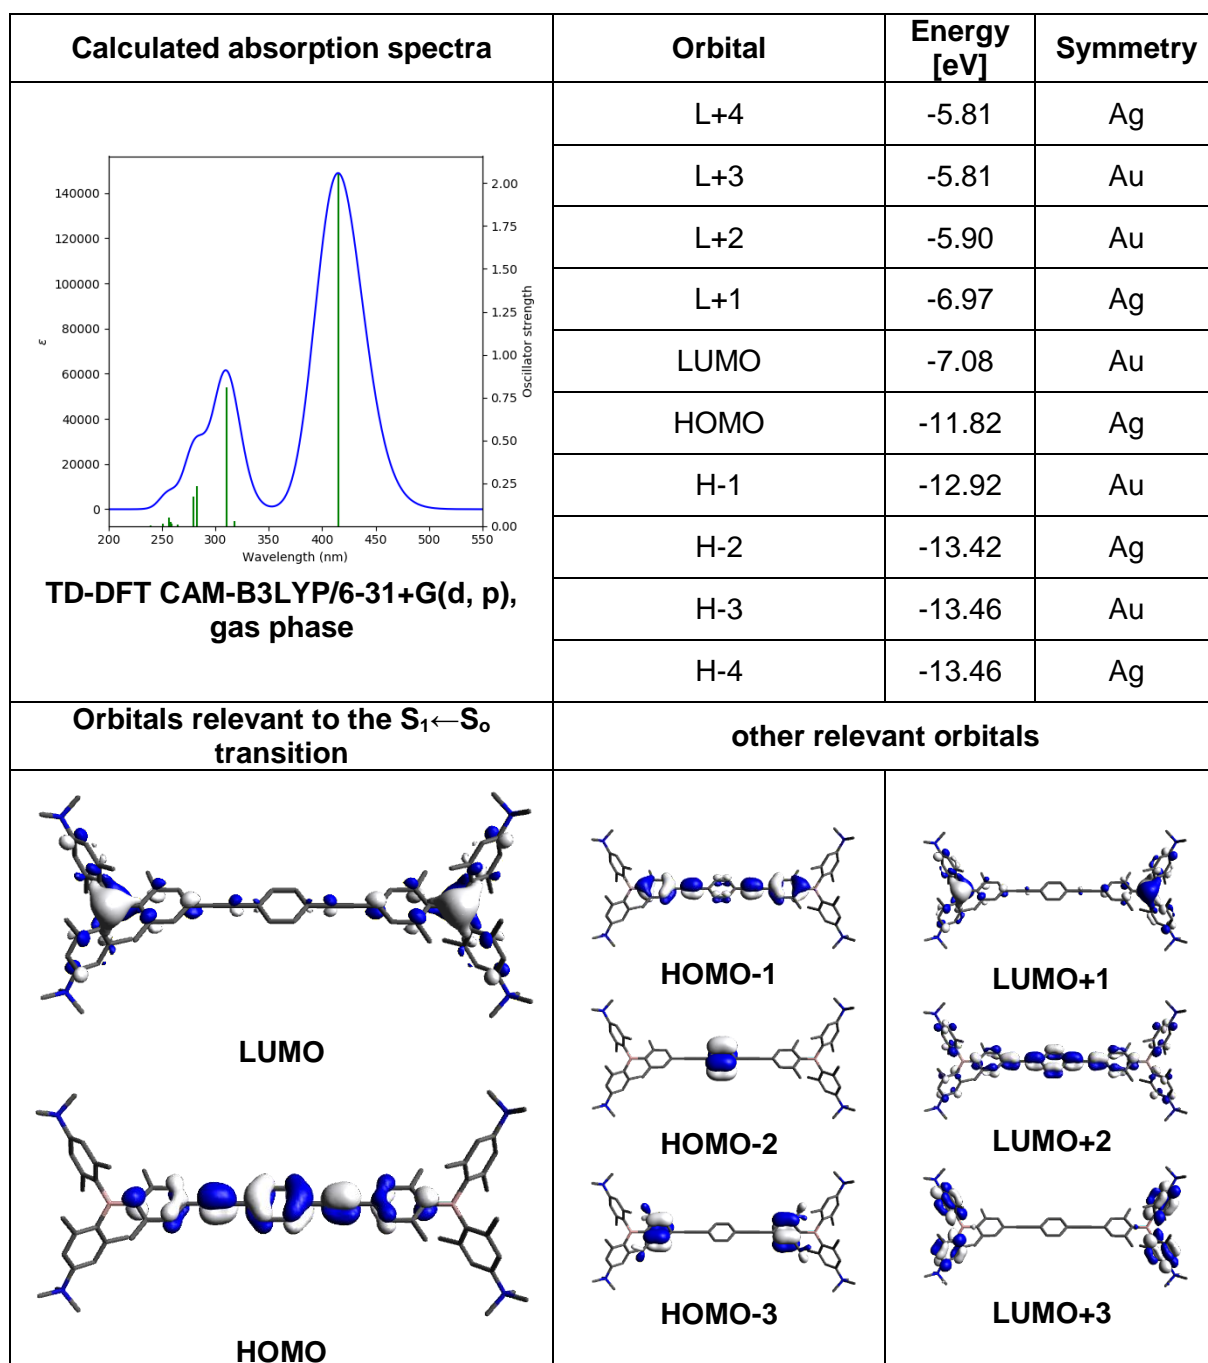 Calculated absorption spectra
Orbital
Energy [eV]
Symmetry
L+4 -5.81 Ag
L+3 -5.81 Au
L+2 -5.90 Au
L+1 -6.97 Ag
LUMO -7.08 Au
HOMO -11.82 Ag
H-1 -12.92 Au
H-2 -13.42 Ag
H-3 -13.46 Au
H-4 -13.46 Ag
140000
120000
100000
80000
60000
40000
20000
0
ε
2.00
1.75
1.50
1.25
1.00
0.75
0.50
0.25
0.00
Oscillator strength
200 250 300 350 400 450 500 550
Wavelength (nm)
TD-DFT CAM-B3LYP/6-31+G(d, p),
gas phase
Orbitals relevant to the S₁←Sₒ
transition
other relevant orbitals
LUMO
HOMO
HOMO-1
LUMO+1
HOMO-2
LUMO+2
HOMO-3
LUMO+3